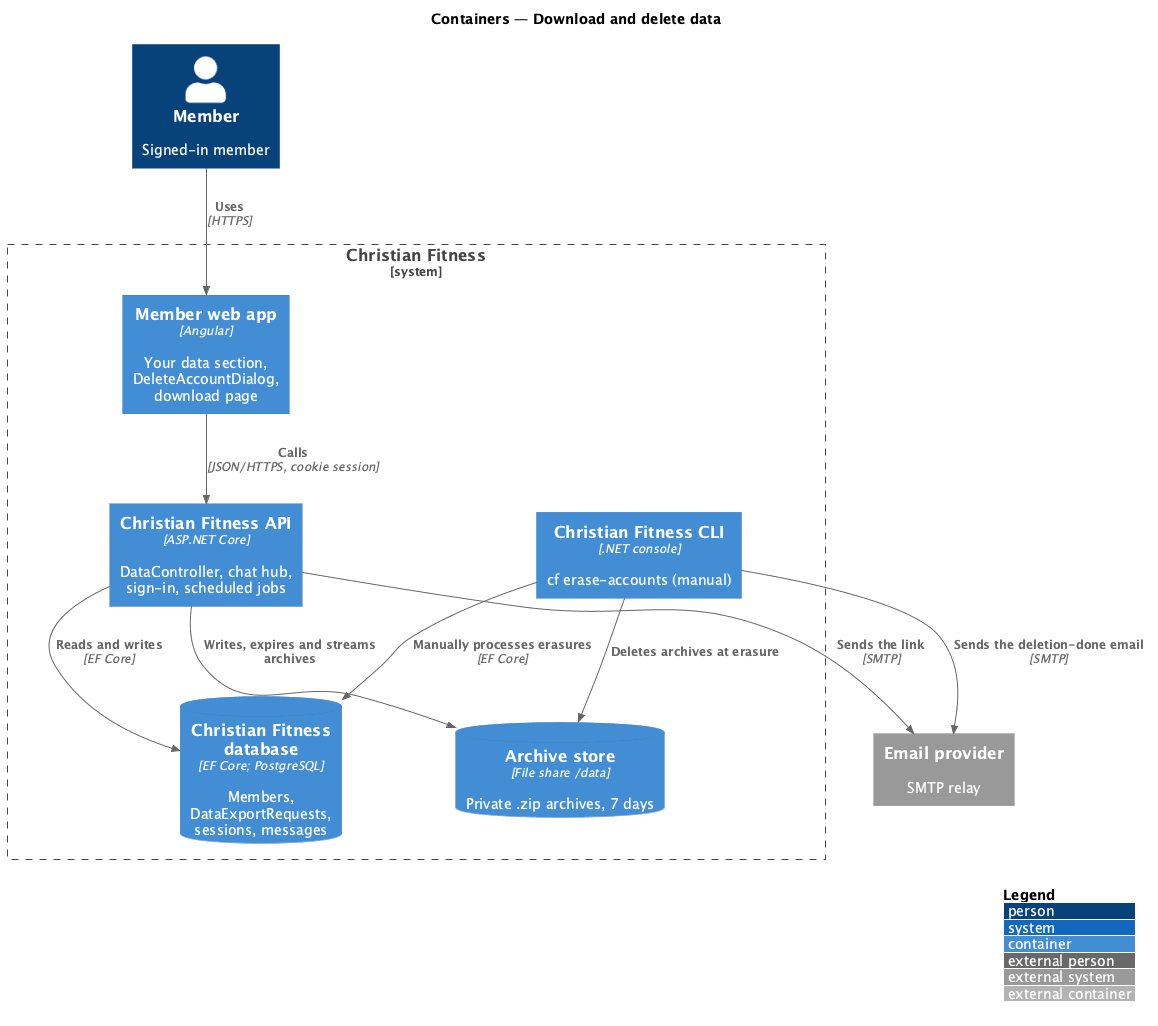 Containers — Download and delete data
Member
Signed-in member
Uses
[HTTPS]
Christian Fitness
[system]
Member web app
[Angular]
Your data section,
DeleteAccountDialog,
download page
Calls
[JSON/HTTPS, cookie session]
Christian Fitness API
[ASP.NET Core]
DataController, chat hub,
sign-in, scheduled jobs
Christian Fitness CLI
[.NET console]
cf erase-accounts (manual)
Reads and writes
[EF Core]
Writes, expires and streams
archives
Manually processes erasures
[EF Core]
Deletes archives at erasure
Sends the link
[SMTP]
Sends the deletion-done email
[SMTP]
Christian Fitness
database
[EF Core; PostgreSQL]
Members,
DataExportRequests,
sessions, messages
Archive store
[File share /data]
Private .zip archives, 7 days
Email provider
SMTP relay
Legend
person
system
container
external person
external system
external container